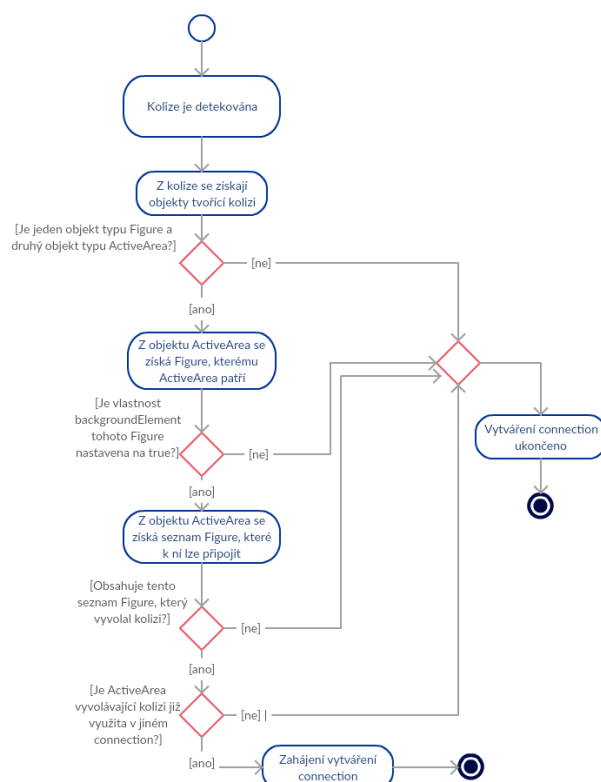 Kolize je detekována
Z kolize se získají
objekty tvořící kolizi
[Je jeden objekt typu Figure a
druhý objekt typu ActiveArea?]
[ne]
[ano]
Z objektu ActiveArea se
získá Figure, kterému
ActiveArea patří
[Je vlastnost
backgroundElement
tohoto Figure
nastavena na true?]
[ne]
Vytváření connection
ukončeno
[ano]
Z objektu ActiveArea se
získá seznam Figure, které
k ní lze připojit
[Obsahuje tento
seznam Figure, který
vyvolal kolizi?]
[ne]
[ano]
[Je ActiveArea
vyvolávající kolizi již
využita v jiném
connection?]
[ne] |
[ano]
Zahájení vytváření
connection